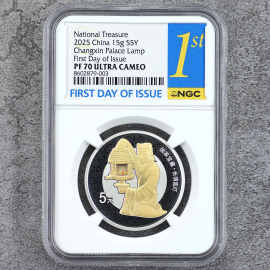 National Treasure
2025 China 15g S5Y
Changxin Palace Lamp
First Day of Issue
PF 70 ULTRA CAMEO
8602879-003
1st
FIRST DAY OF ISSUE
NGC
5元